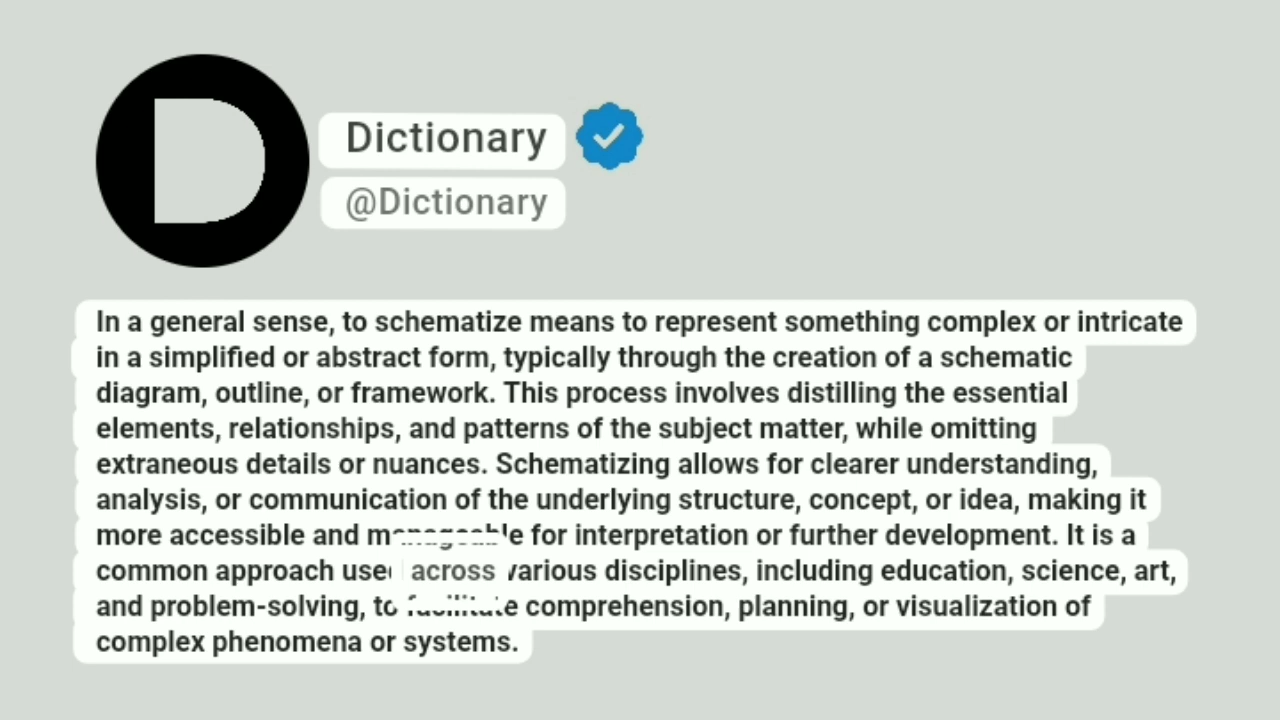 D
Dictionary
@Dictionary
In a general sense, to schematize means to represent something complex or intricate
in a simplified or abstract form, typically through the creation of a schematic
diagram, outline, or framework. This process involves distilling the essential
elements, relationships, and patterns of the subject matter, while omitting
extraneous details or nuances. Schematizing allows for clearer understanding,
analysis, or communication of the underlying structure, concept, or idea, making it
more accessible and manageable for interpretation or further development. It is a
common approach used across various disciplines, including education, science, art,
and problem-solving, to facilitate comprehension, planning, or visualization of
complex phenomena or systems.